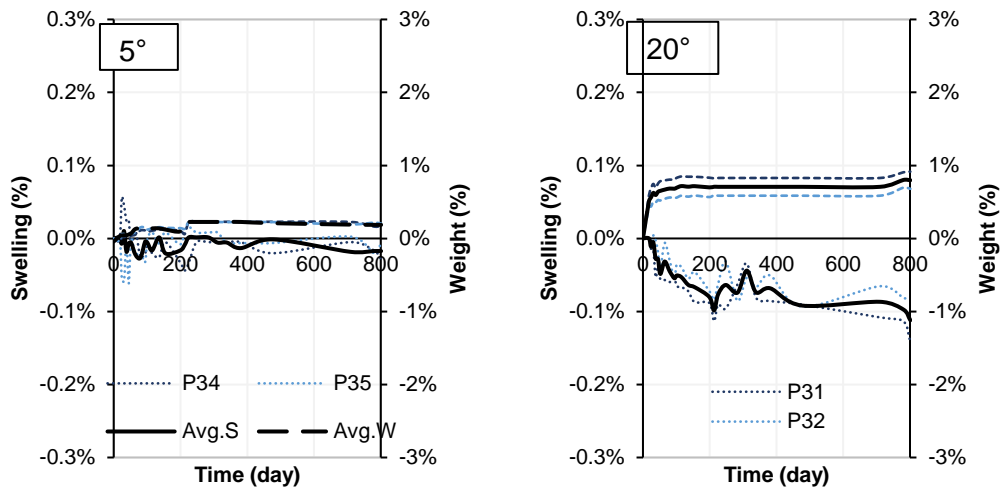 5°
0.3%
0.2%
0.1%
0.0%
-0.1%
-0.2%
-0.3%
Swelling (%)
3%
2%
1%
0%
-1%
-2%
-3%
Weight (%)
0 200 400 600 800
Time (day)
P34 P35
Avg.S Avg.W
20°
0.3%
0.2%
0.1%
0.0%
-0.1%
-0.2%
-0.3%
Swelling (%)
3%
2%
1%
0%
-1%
-2%
-3%
Weight (%)
0 200 400 600 800
Time (day)
P31
P32